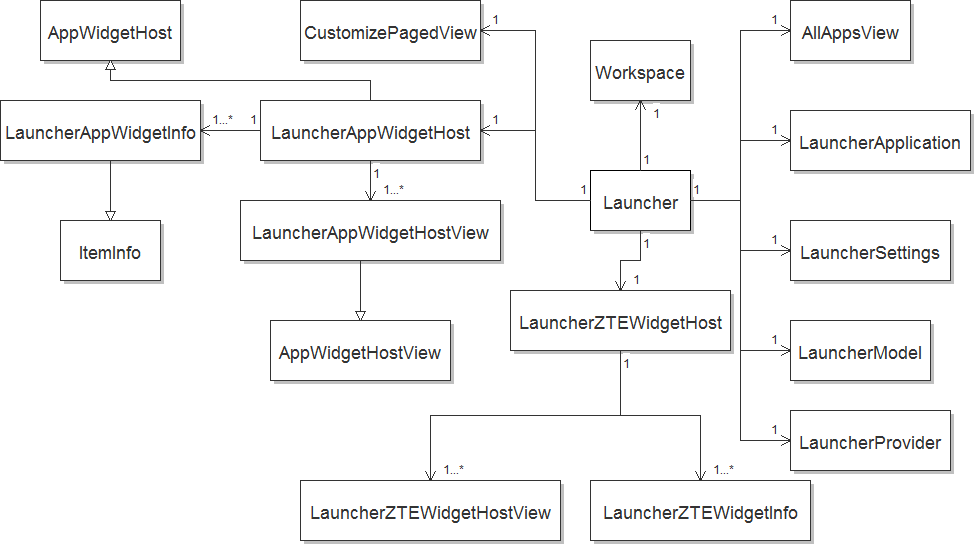 AppWidgetHost
CustomizePagedView
1
1
AllAppsView
Workspace
1
LauncherAppWidgetInfo
1...*
1
LauncherAppWidgetHost
1
1
LauncherApplication
1
1
1...*
1
Launcher
1
LauncherAppWidgetHostView
1
1
LauncherSettings
ItemInfo
1
LauncherZTEWidgetHost
AppWidgetHostView
1
LauncherModel
1
1
LauncherProvider
1...*
1...*
LauncherZTEWidgetHostView
LauncherZTEWidgetInfo